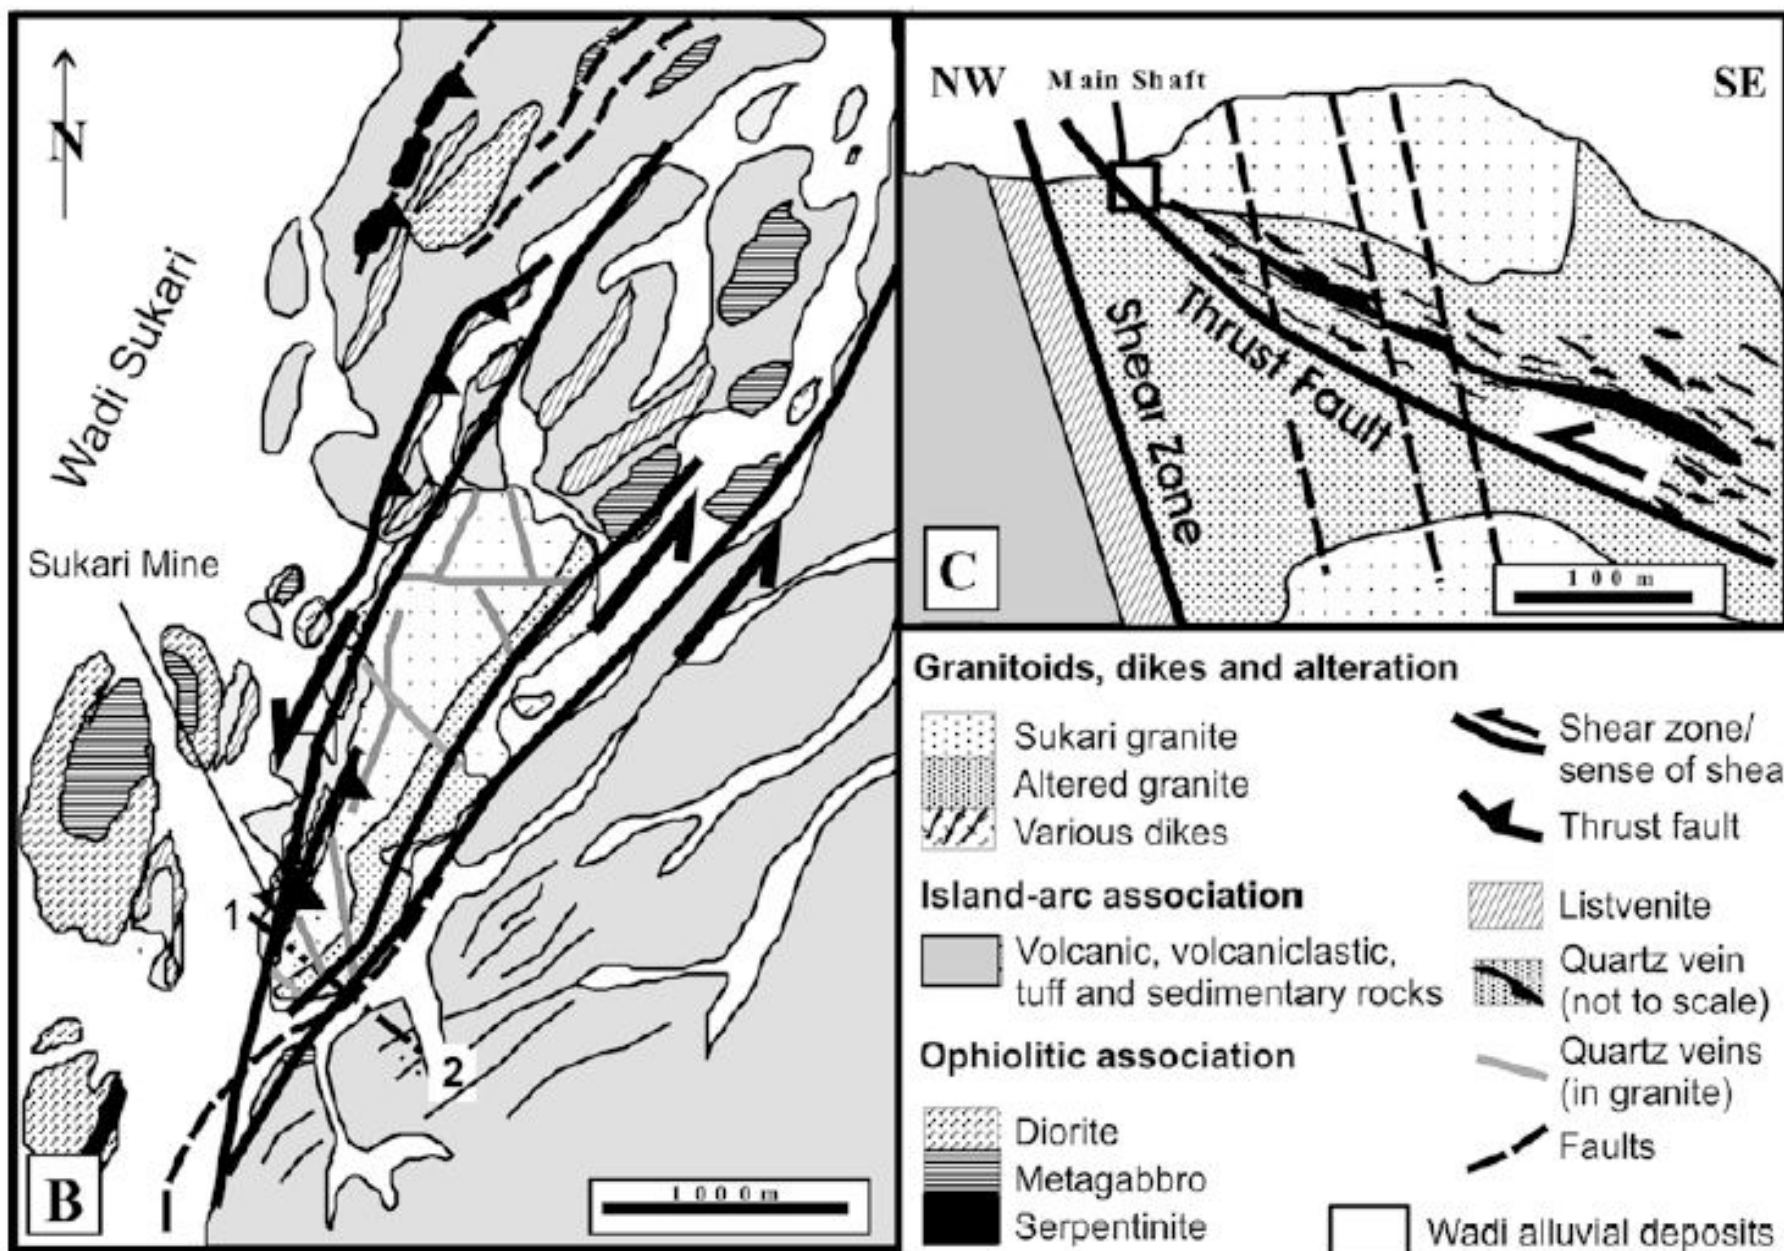 N
Wadi Sukari
Sukari Mine
1
2
B
1000m
NW
Main Shaft
SE
Shear zone
Thrust Fault
C
100 m
Granitoids, dikes and alteration
Sukari granite
Altered granite
Various dikes
Island-arc association
Volcanic, volcaniclastic,
tuff and sedimentary rocks
Ophiolitic association
Diorite
Metagabbro
Serpentinite
Shear zone/
sense of shea
Thrust fault
Listvenite
Quartz vein
(not to scale)
Quartz veins
(in granite)
Faults
Wadi alluvial deposits